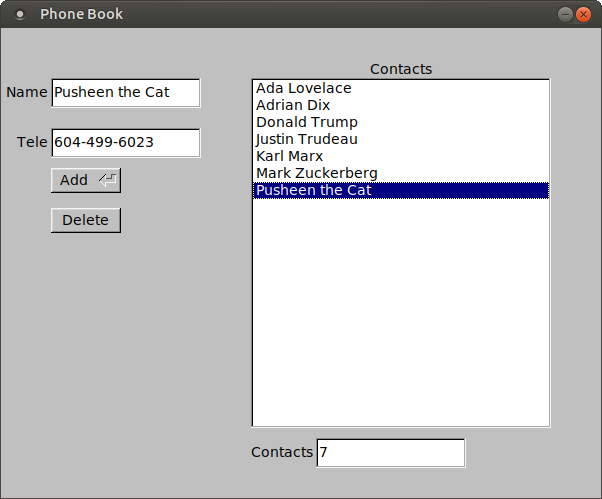 Phone Book
Contacts
Name Pusheen the Cat
Tele 604-499-6023
Add
Delete
Ada Lovelace
Adrian Dix
Donald Trump
Justin Trudeau
Karl Marx
Mark Zuckerberg
Pusheen the Cat
Contacts 7